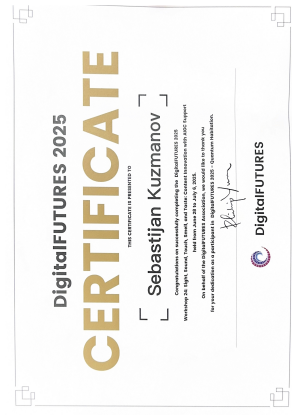 DigitalFUTURES 2025
CERTIFICATE
THIS CERTIFICATE IS PRESENTED TO
Sebastijan Kuzmanov
Congratulations on successfully completing the DigitalFUTURES 2025
Workshop 24: Sight, Sound, Touch, Smell, and Taste: Content Innovation with AIGC Support
held from June 28 to July 6, 2025.
On behalf of the DigitalFUTURES Association, we would like to thank you
for your dedication as a participant in DigitalFUTURES 2025 - Quantum Habitation.
DigitalFUTURES